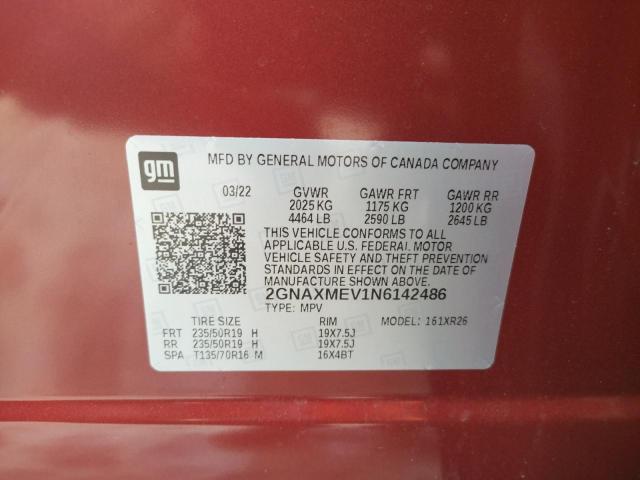 gm
MFD BY GENERAL MOTORS OF CANADA COMPANY
03/22 GVWR GAWR FRT GAWR RR
2025 KG 1175 KG 1200 KG
4464 LB 2590 LB 2645 LB
THIS VEHICLE CONFORMS TO ALL
APPLICABLE U.S. FEDERAL MOTOR
VEHICLE SAFETY AND THEFT PREVENTION
STANDARDS IN EFFECT ON THE DATE OF
MANUFACTURE SHOWN ABOVE.
2GNAXMEV1N6142486
TYPE: MPV MODEL: 161XR26
TIRE SIZE RIM
FRT 235/50R19 H 19X7.5J
RR 235/50R19 H 19X7.5J
SPA T135/70R16 M 16X4BT